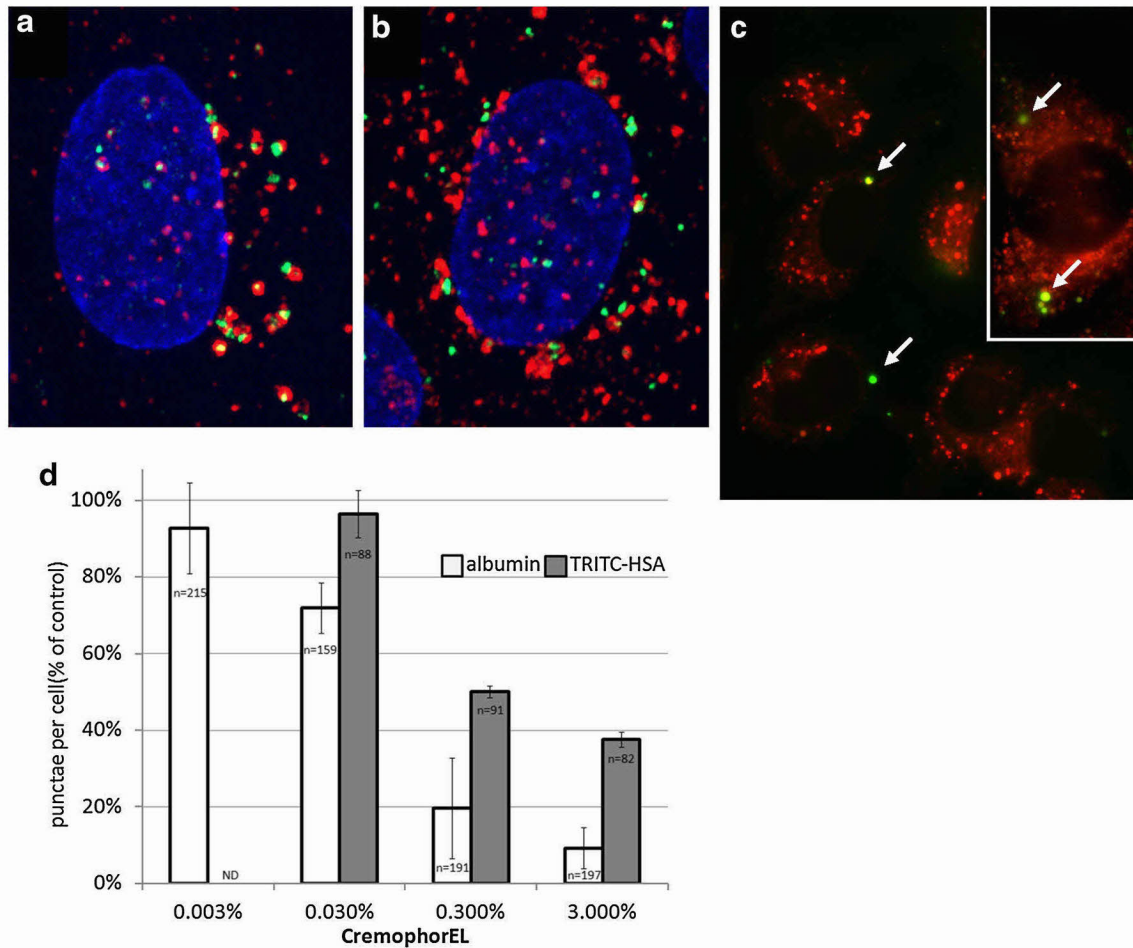 a
b
c
d
punctae per cell(% of control)
100%
80%
60%
40%
20%
0%
albumin TRITC-HSA
n=215
ND
n=159
n=88
n=191
n=91
n=197
n=82
0.003% 0.030% 0.300% 3.000%
CremophorEL